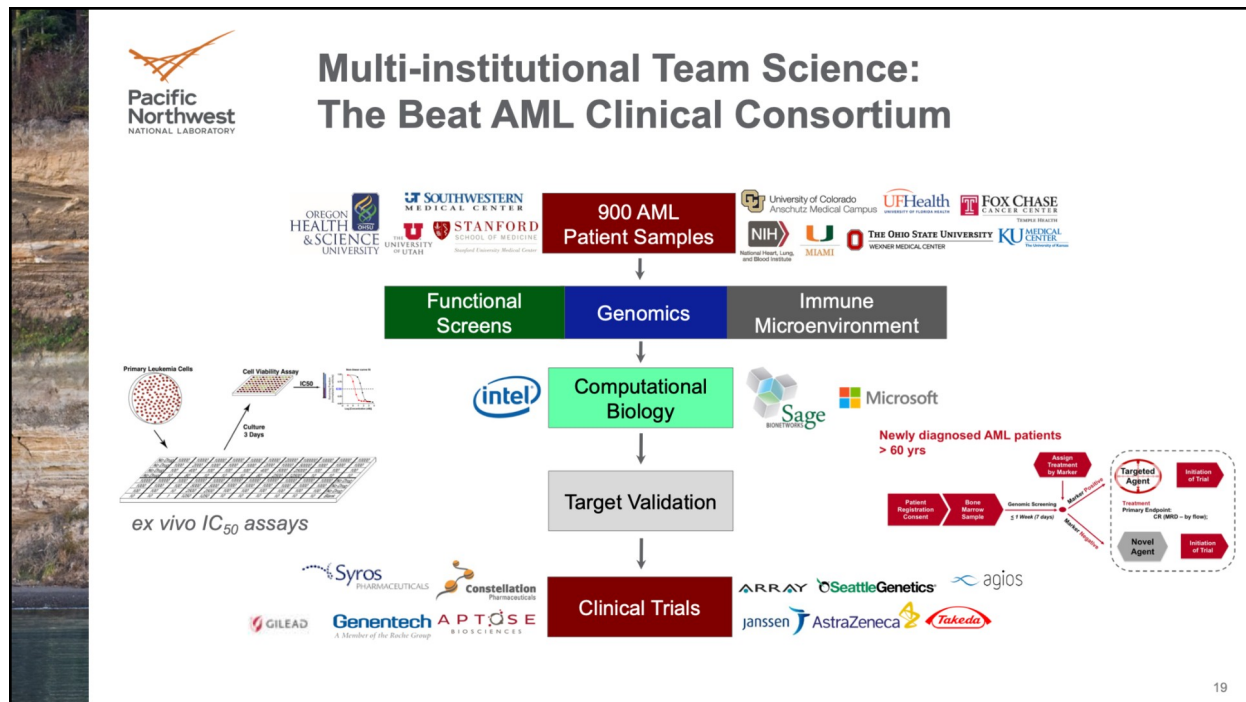 Pacific
Northwest
NATIONAL LABORATORY
Multi-institutional Team Science:
The Beat AML Clinical Consortium
OREGON
HEALTH
& SCIENCE
UNIVERSITY
OHSU
UT SOUTHWESTERN
MEDICAL CENTER
THE
UNIVERSITY
OF UTAH
STANFORD
SCHOOL OF MEDICINE
Stanford University Medical Center
900 AML
Patient Samples
University of Colorado
Anschutz Medical Campus
UFHealth
UNIVERSITY OF FLORIDA HEALTH
FOX CHASE
CANCER CENTER
TEMPLE HEALTH
NIH
National Heart, Lung,
and Blood Institute
MIAMI
THE OHIO STATE UNIVERSITY
WEXNER MEDICAL CENTER
KU MEDICAL
CENTER
The University of Kansas
Functional
Screens
Genomics
Immune
Microenvironment
Primary Leukemia Cells
Cell Viability Assay
IC50
Culture
3 Days
ex vivo IC50 assays
intel
Computational
Biology
Sage
BIONETWORKS
Microsoft
Newly diagnosed AML patients
> 60 yrs
Assign
Treatment
by Marker
Patient
Registration
Consent
Bone
Marrow
Sample
Genomic Screening
≤ 1 Week (7 days)
Marker Positive
Marker Negative
Targeted
Agent
Initiation
of Trial
Treatment
Primary Endpoint:
CR (MRD – by flow);
Novel
Agent
Initiation
of Trial
Target Validation
Syros
PHARMACEUTICALS
Constellation
Pharmaceuticals
GILEAD
Genentech
A Member of the Roche Group
APTOSE
BIOSCIENCES
Clinical Trials
ARRAY
SeattleGenetics
agios
janssen
AstraZeneca
Takeda
19